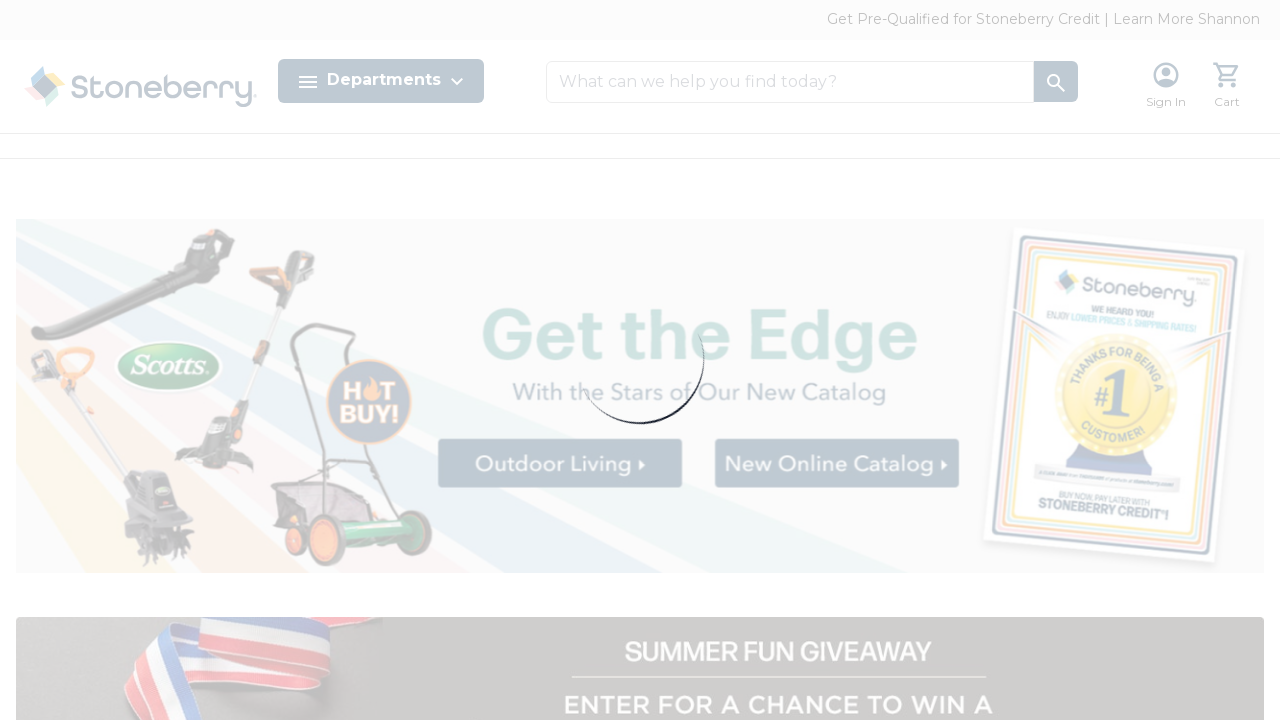 Get Pre-Qualified for Stoneberry Credit | Learn More Shannon
Stoneberry
Departments
What can we help you find today?
Sign In
Cart
Get the Edge
With the Stars of Our New Catalog
Outdoor Living
New Online Catalog
Scotts
HOT
BUY!
Stoneberry
WE HEARD YOU!
ENJOY LOWER PRICES & SHIPPING RATES!
THANKS FOR BEING A
#1
CUSTOMER!
BUY NOW, PAY LATER WITH
STONEBERRY CREDIT
SUMMER FUN GIVEAWAY
ENTER FOR A CHANCE TO WIN A